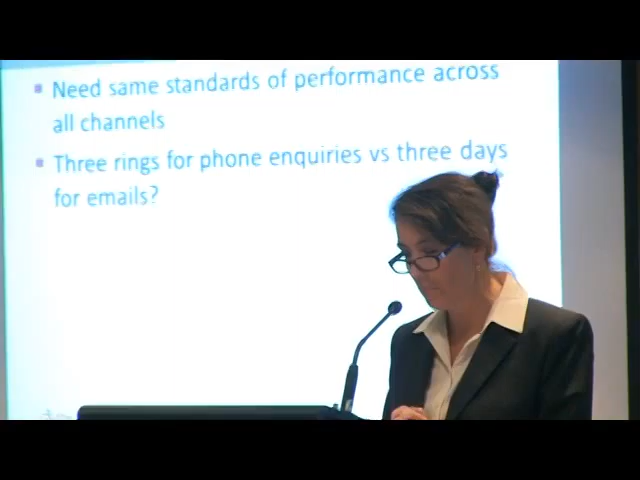 Need same standards of performance across
all channels
Three rings for phone enquiries vs three days
for emails?